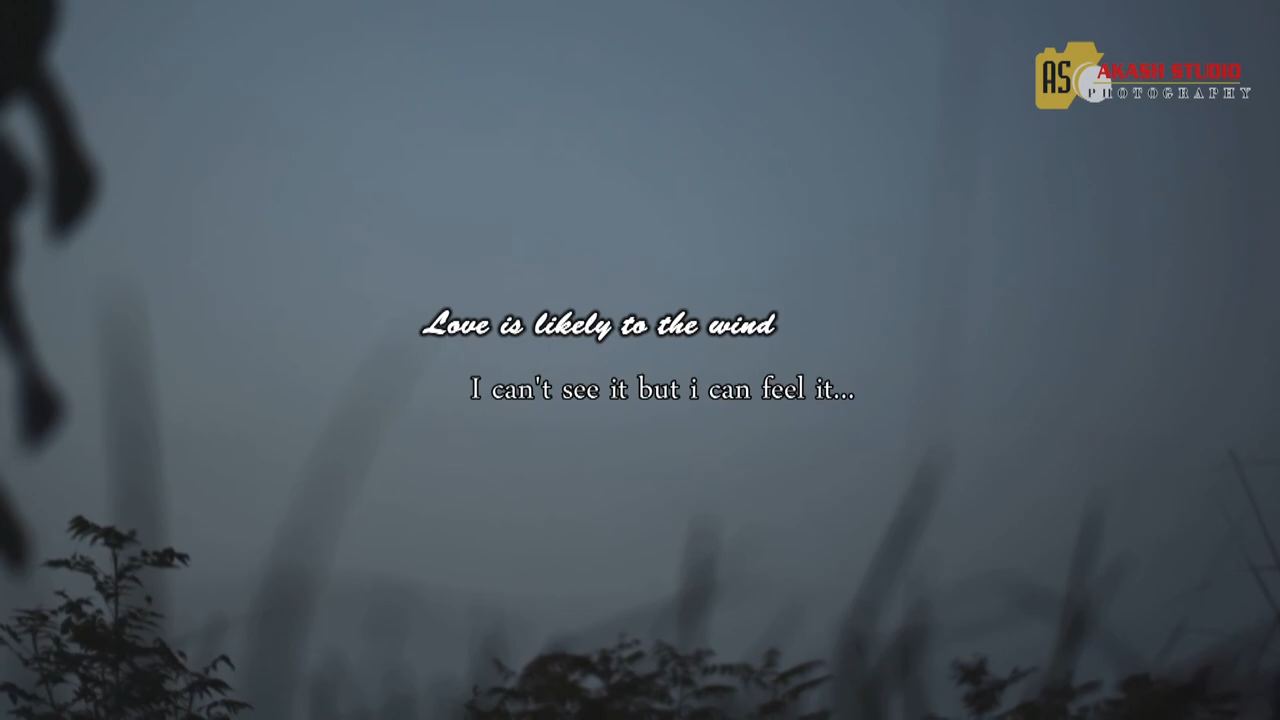 AS
AKASH STUDIO
PHOTOGRAPHY
Love is likely to the wind
I can't see it but i can feel it...